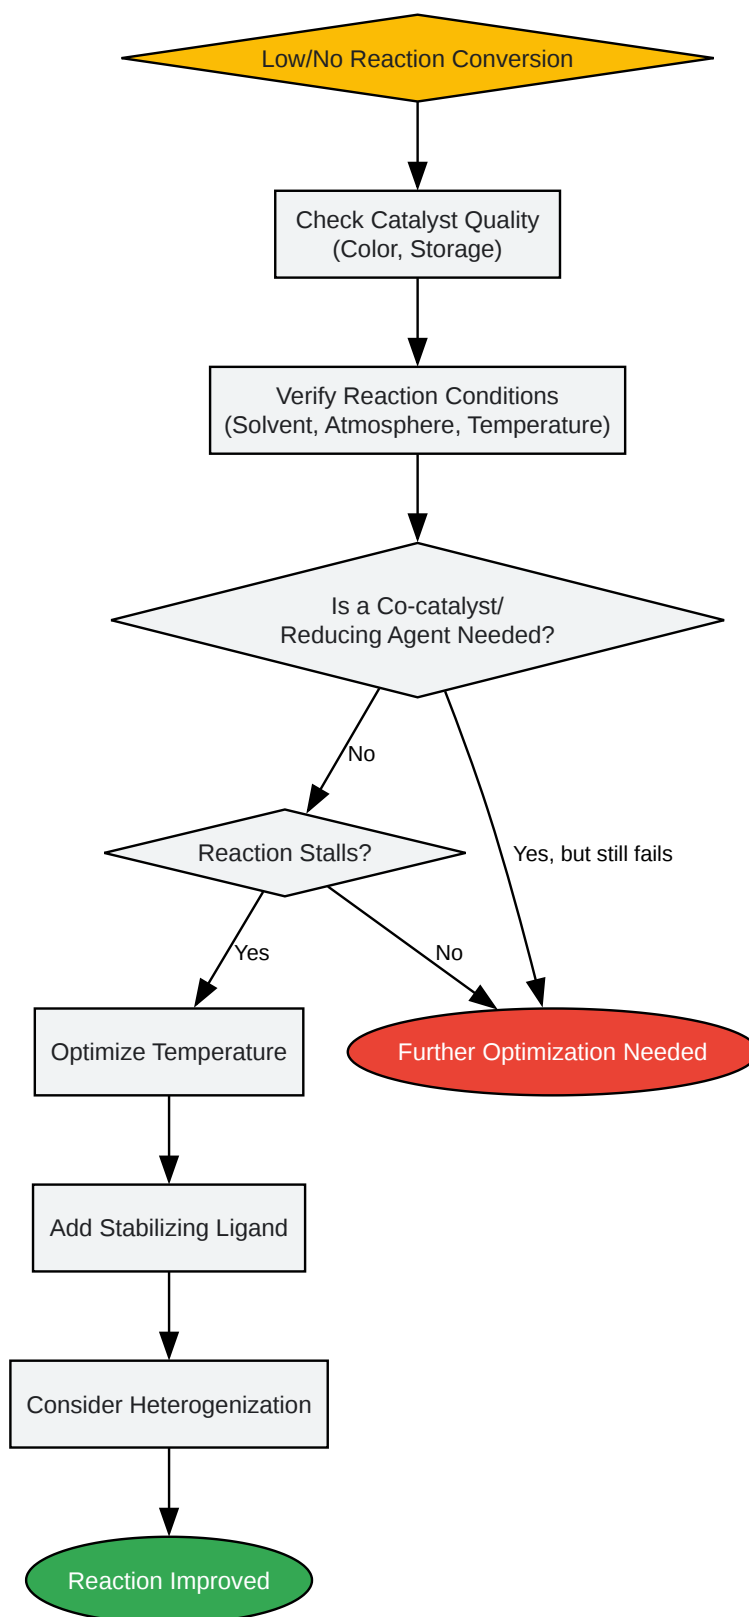 Low/No Reaction Conversion
Check Catalyst Quality
(Color, Storage)
Verify Reaction Conditions
(Solvent, Atmosphere, Temperature)
Is a Co-catalyst/
Reducing Agent Needed?
No
Yes, but still fails
Reaction Stalls?
Yes
No
Optimize Temperature
Further Optimization Needed
Add Stabilizing Ligand
Consider Heterogenization
Reaction Improved